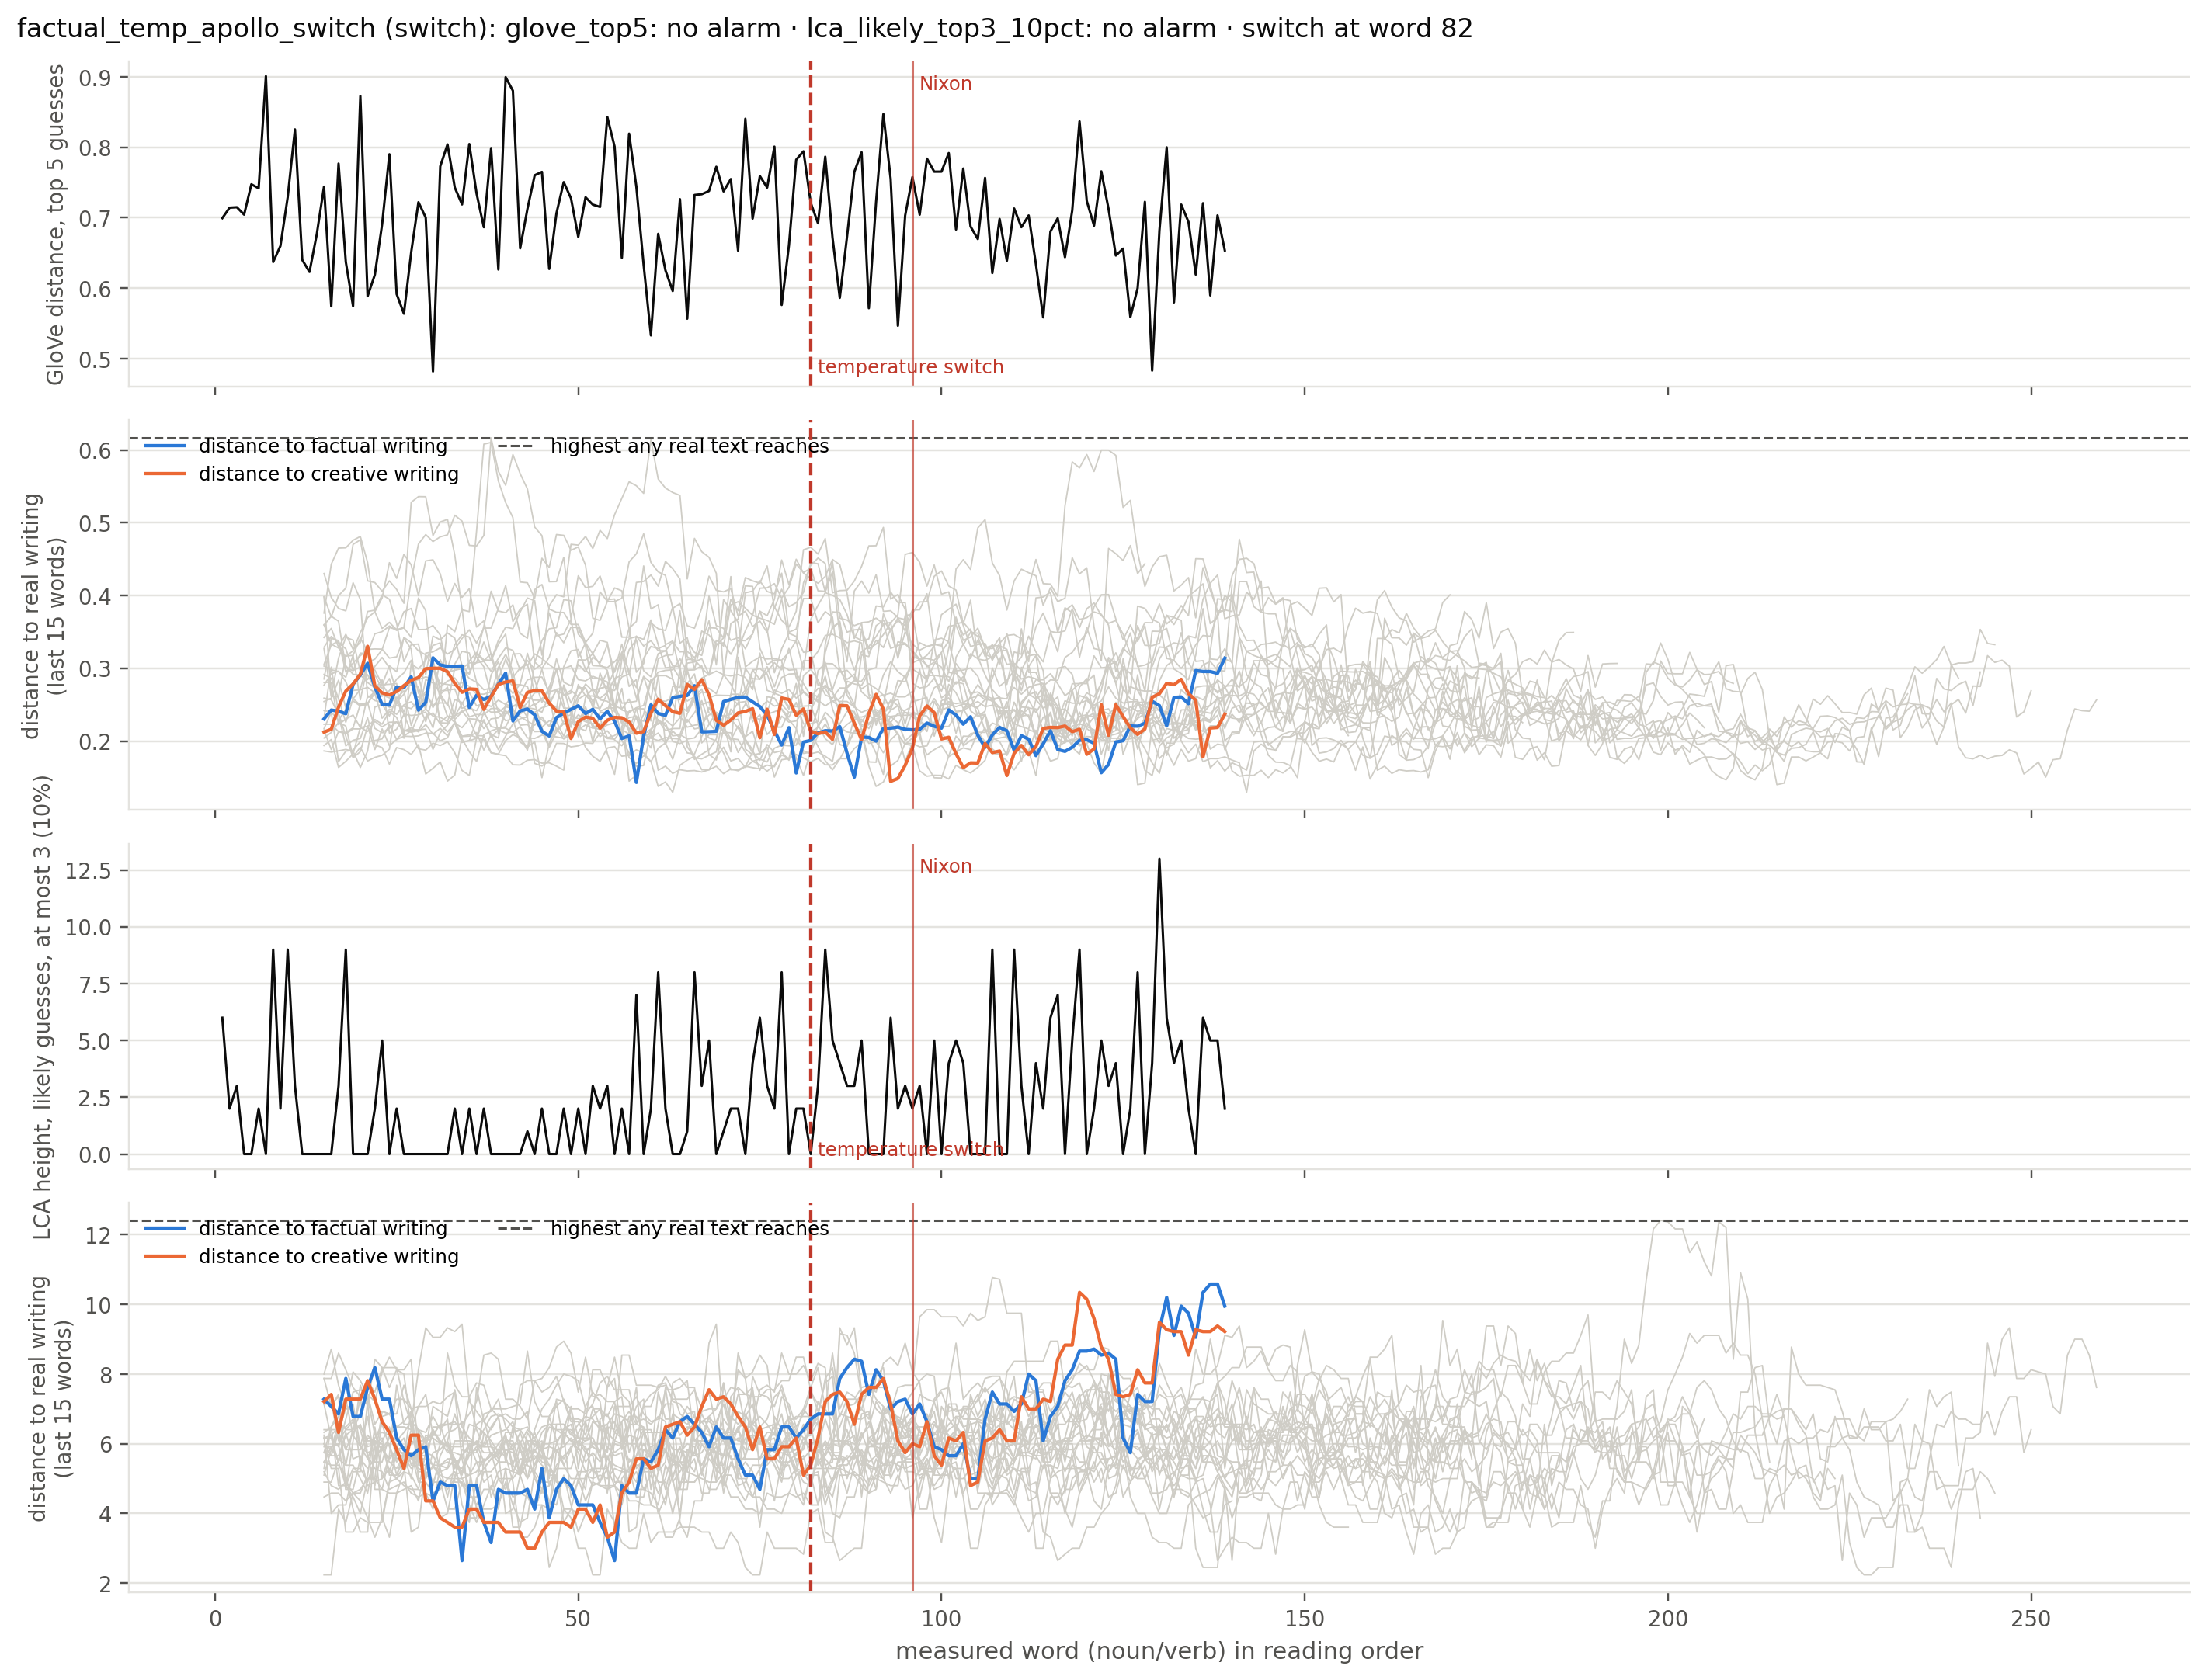 factual_temp_apollo_switch (switch): glove_top5: no alarm · lca_likely_top3_10pct: no alarm · switch at word 82
GloVe distance, top 5 guesses
0.9
0.8
0.7
0.6
0.5
Nixon
temperature switch
distance to real writing
(last 15 words)
0.6
0.5
0.4
0.3
0.2
distance to factual writing
distance to creative writing
highest any real text reaches
LCA height, likely guesses, at most 3 (10%)
12.5
10.0
7.5
5.0
2.5
0.0
Nixon
temperature switch
distance to real writing
(last 15 words)
12
10
8
6
4
2
distance to factual writing
distance to creative writing
highest any real text reaches
0
50
100
150
200
250
measured word (noun/verb) in reading order